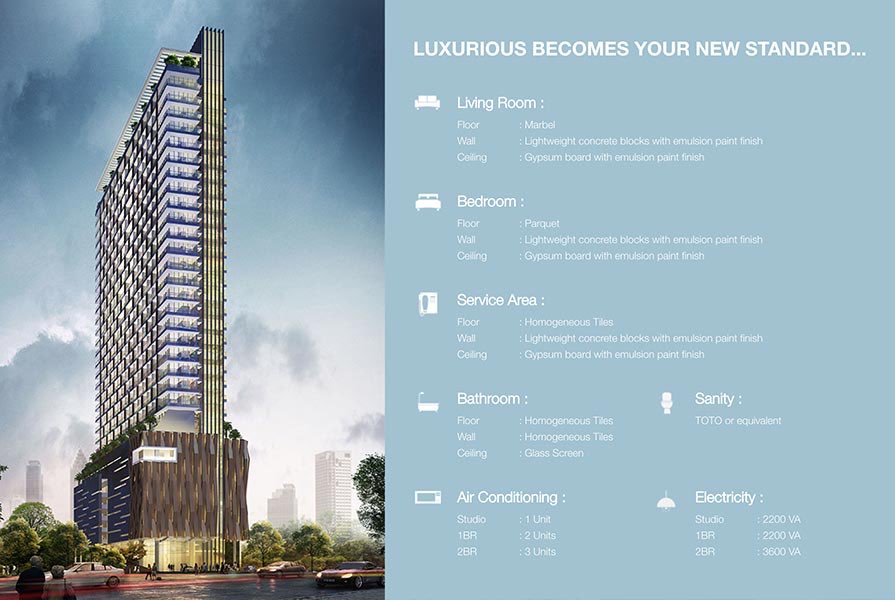 LUXURIOUS BECOMES YOUR NEW STANDARD...
Living Room :
Floor : Marbel
Wall : Lightweight concrete blocks with emulsion paint finish
Ceiling : Gypsum board with emulsion paint finish
Bedroom :
Floor : Parquet
Wall : Lightweight concrete blocks with emulsion paint finish
Ceiling : Gypsum board with emulsion paint finish
Service Area :
Floor : Homogeneous Tiles
Wall : Lightweight concrete blocks with emulsion paint finish
Ceiling : Gypsum board with emulsion paint finish
Bathroom :
Floor : Homogeneous Tiles
Wall : Homogeneous Tiles
Ceiling : Glass Screen
Sanity :
TOTO or equivalent
Air Conditioning :
Studio : 1 Unit
1BR : 2 Units
2BR : 3 Units
Electricity :
Studio : 2200 VA
1BR : 2200 VA
2BR : 3600 VA